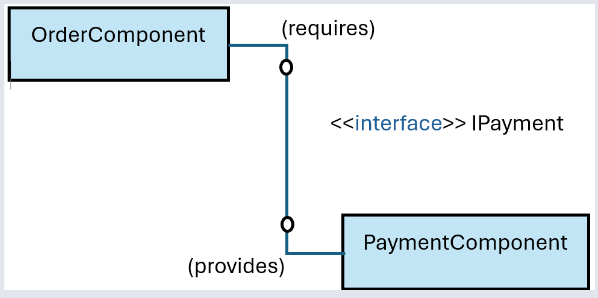 OrderComponent
(requires)
<<interface>> IPayment
PaymentComponent
(provides)